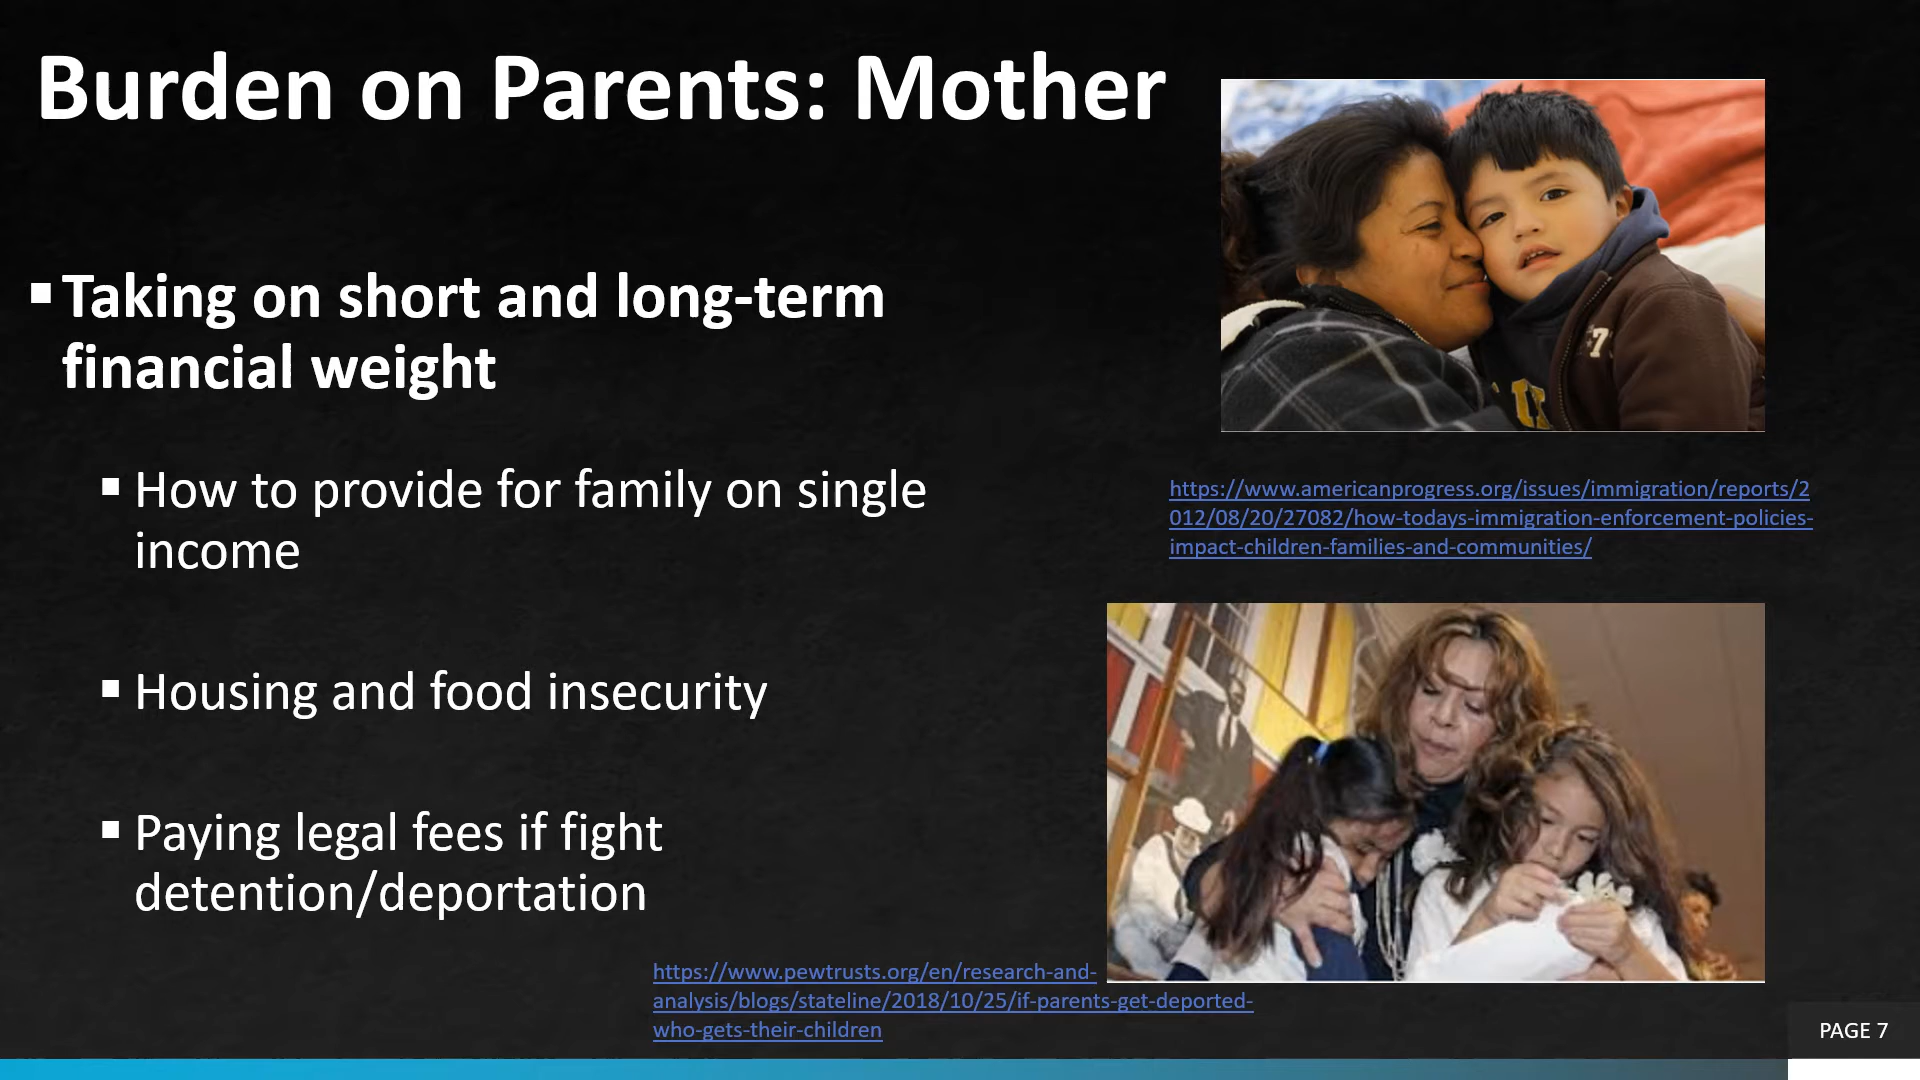 Burden on Parents: Mother
▪ Taking on short and long-term
financial weight
▪ How to provide for family on single
income
▪ Housing and food insecurity
▪ Paying legal fees if fight
detention/deportation
7
https://www.americanprogress.org/issues/immigration/reports/2
012/08/20/27082/how-todays-immigration-enforcement-policies-
impact-children-families-and-communities/
https://www.pewtrusts.org/en/research-and-
analysis/blogs/stateline/2018/10/25/if-parents-get-deported-
who-gets-their-children
PAGE 7